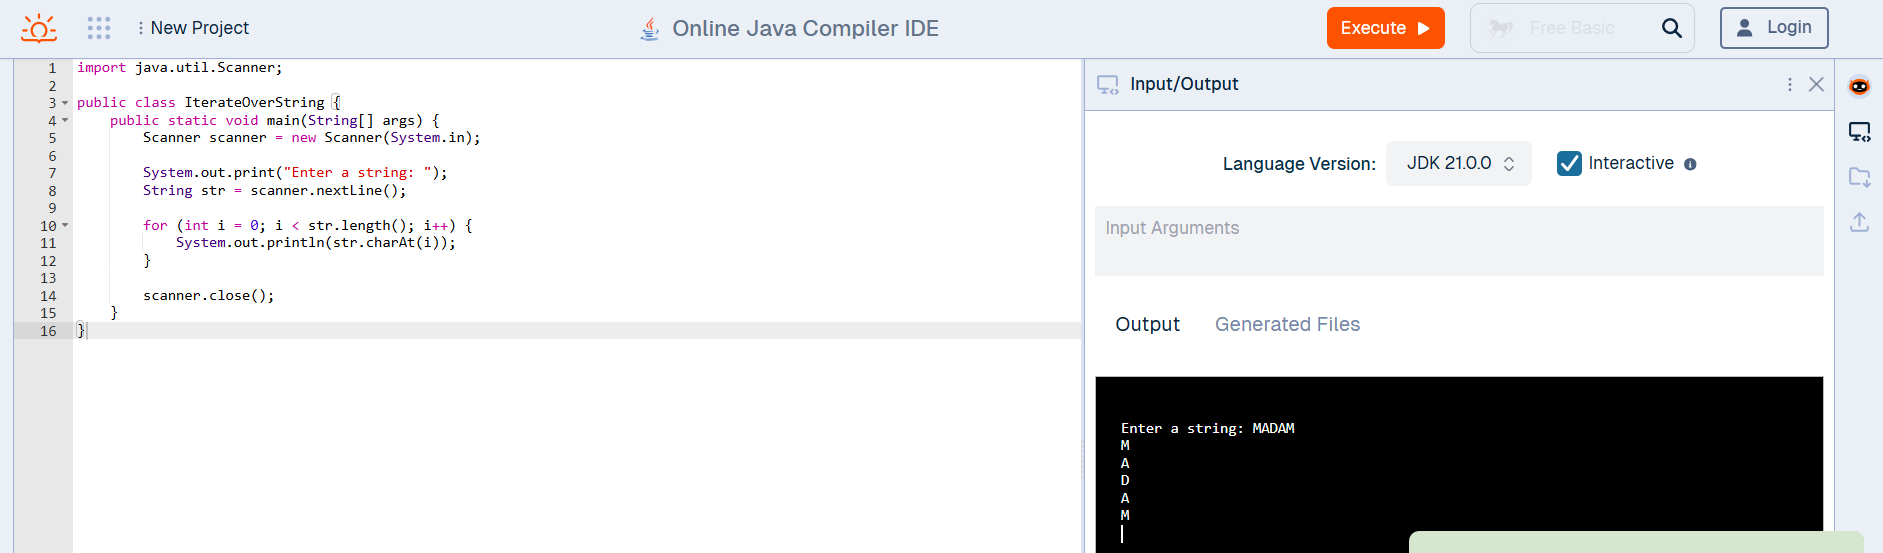 New Project
Online Java Compiler IDE
Execute
Free Basic
Login
1 import java.util.Scanner;
2
3 public class IterateOverString {
4     public static void main(String[] args) {
5         Scanner scanner = new Scanner(System.in);
6
7         System.out.print("Enter a string: ");
8         String str = scanner.nextLine();
9
10         for (int i = 0; i < str.length(); i++) {
11             System.out.println(str.charAt(i));
12         }
13
14         scanner.close();
15     }
16 }
Input/Output
Language Version: JDK 21.0.0 Interactive
Input Arguments
Output Generated Files
Enter a string: MADAM
M
A
D
A
M